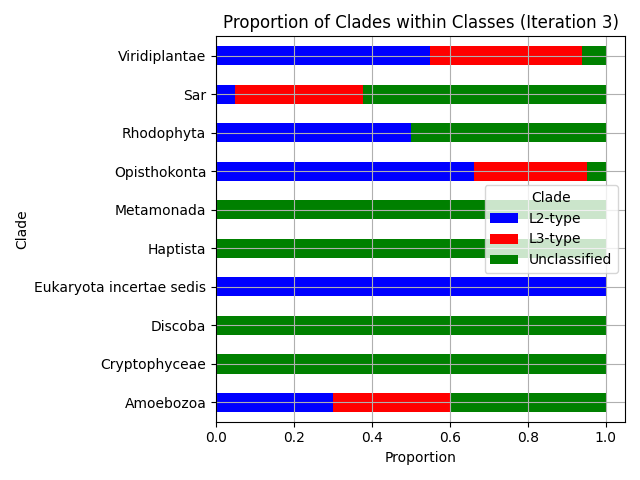 Proportion of Clades within Classes (Iteration 3)
Viridiplantae
Sar
Rhodophyta
Opisthokonta
Metamonada
Haptista
Eukaryota incertae sedis
Discoba
Cryptophyceae
Amoebozoa
Clade
Clade
L2-type
L3-type
Unclassified
0.0 0.2 0.4 0.6 0.8 1.0
Proportion